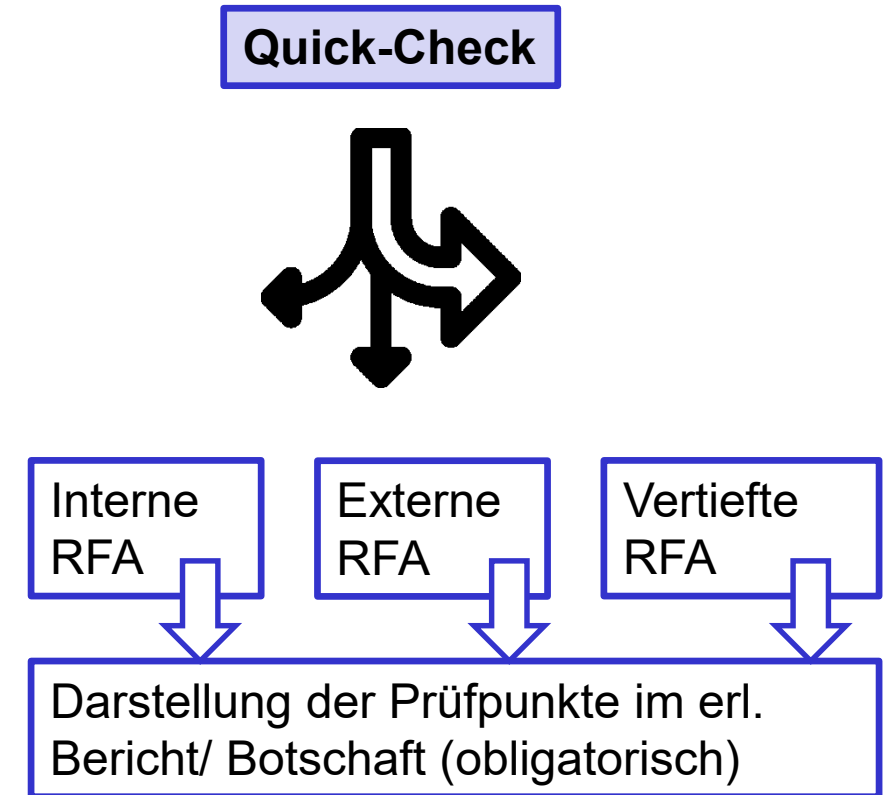 Quick-Check
Interne
RFA
Externe
RFA
Vertiefte
RFA
Darstellung der Prüfpunkte im erl.
Bericht/ Botschaft (obligatorisch)